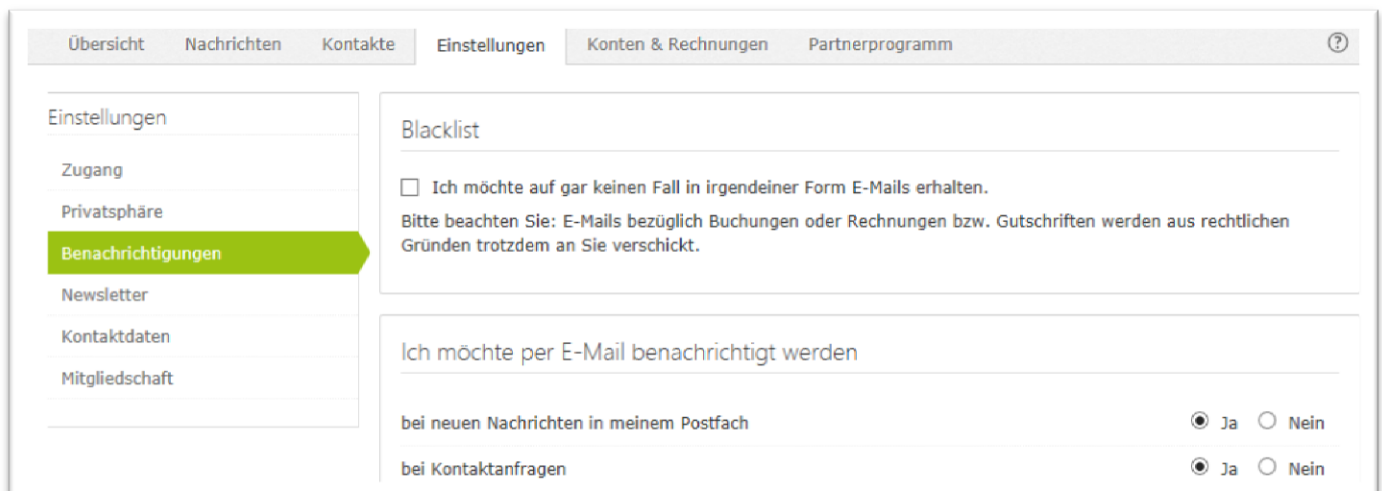 Übersicht Nachrichten Kontakte Einstellungen Konten & Rechnungen Partnerprogramm ?
Einstellungen
Zugang
Privatsphäre
Benachrichtigungen
Newsletter
Kontaktdaten
Mitgliedschaft
Blacklist
Ich möchte auf gar keinen Fall in irgendeiner Form E-Mails erhalten.
Bitte beachten Sie: E-Mails bezüglich Buchungen oder Rechnungen bzw. Gutschriften werden aus rechtlichen
Gründen trotzdem an Sie verschickt.
Ich möchte per E-Mail benachrichtigt werden
bei neuen Nachrichten in meinem Postfach Ja Nein
bei Kontaktanfragen Ja Nein